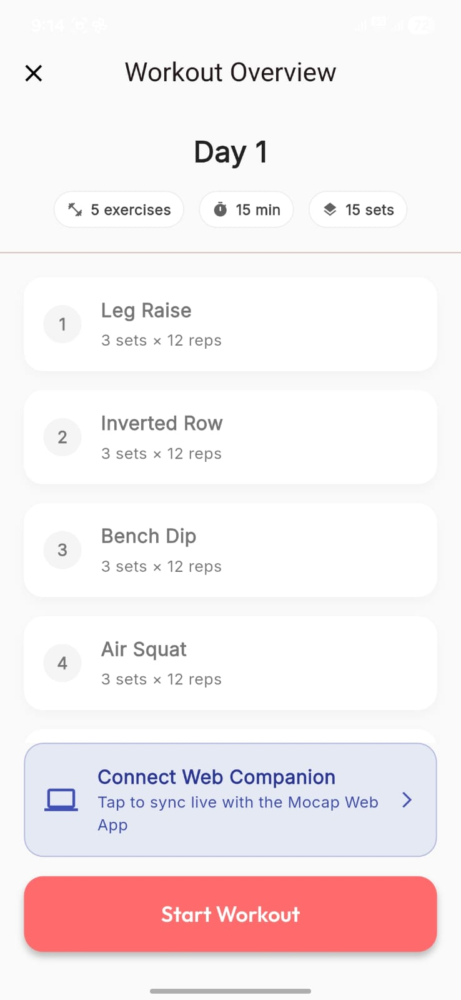 9:14
72
Workout Overview
Day 1
5 exercises
15 min
15 sets
1
Leg Raise
3 sets × 12 reps
2
Inverted Row
3 sets × 12 reps
3
Bench Dip
3 sets × 12 reps
4
Air Squat
3 sets × 12 reps
Connect Web Companion
Tap to sync live with the Mocap Web
App
Start Workout